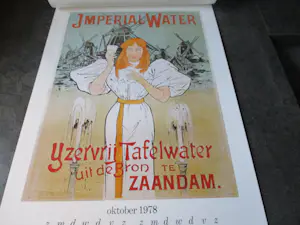 IMPERIAL WATER
Yzervrij Tafelwater
uit de Bron TE
ZAANDAM.
oktober 1978
z m d w d v z z m d w d v z